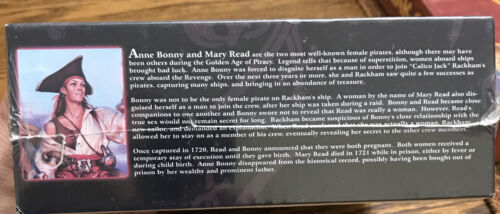 Anne Bonny and Mary Read are the two most well-known female pirates, although there may have
been others during the Golden Age of Piracy. Legend tells that because of superstition, women aboard ships
brought bad luck. Anne Bonny was forced to disguise herself as a man in order to join "Calico Jack" Rackham's
crew aboard the Revenge. Over the next three years or more, she and Rackham saw quite a few successes as
pirates, capturing many ships, and bringing in an abundance of treasure.
Bonny was not to be the only female pirate on Rackham's ship. A woman by the name of Mary Read also dis-
guised herself as a man to join the crew, after her ship was taken during a raid. Bonny and Read became close
companions to one another and Bonny swore not to reveal that Read was really a woman. However, Read's
true sex would not remain secret for long. Rackham became suspicious of Bonny's close relationship with the
new sailor, and demanded an explanation. When Read confessed that she was actually a woman, Rackham
allowed her to stay on as a member of his crew, eventually revealing her secret to the other crew members.
Once captured in 1720, Read and Bonny announced that they were both pregnant. Both women received a
temporary stay of execution until they gave birth. Mary Read died in 1721 while in prison, either by fever or
during child birth. Anne Bonny disappeared from the historical record, possibly having been bought out of
prison by her wealthy and prominent father.